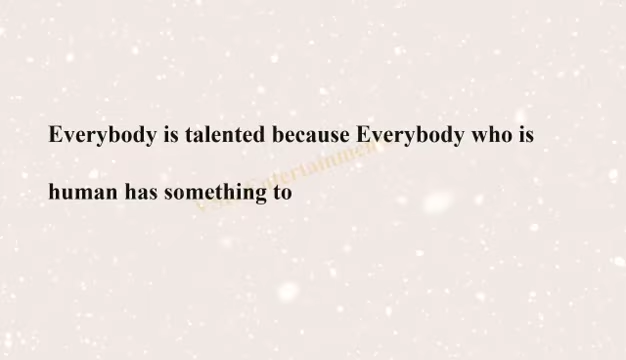 Everybody is talented because Everybody who is
human has something to